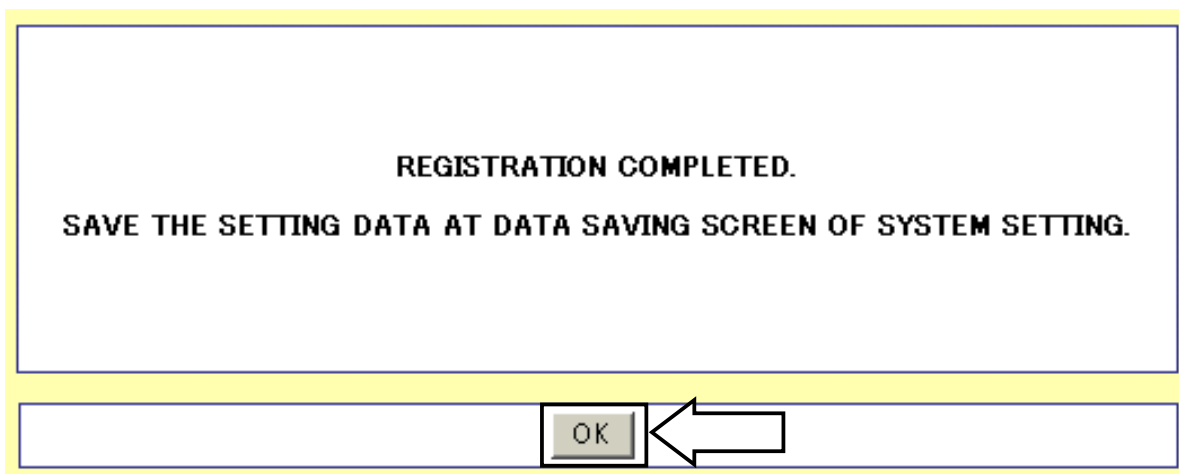 REGISTRATION COMPLETED.
SAVE THE SETTING DATA AT DATA SAVING SCREEN OF SYSTEM SETTING.
OK